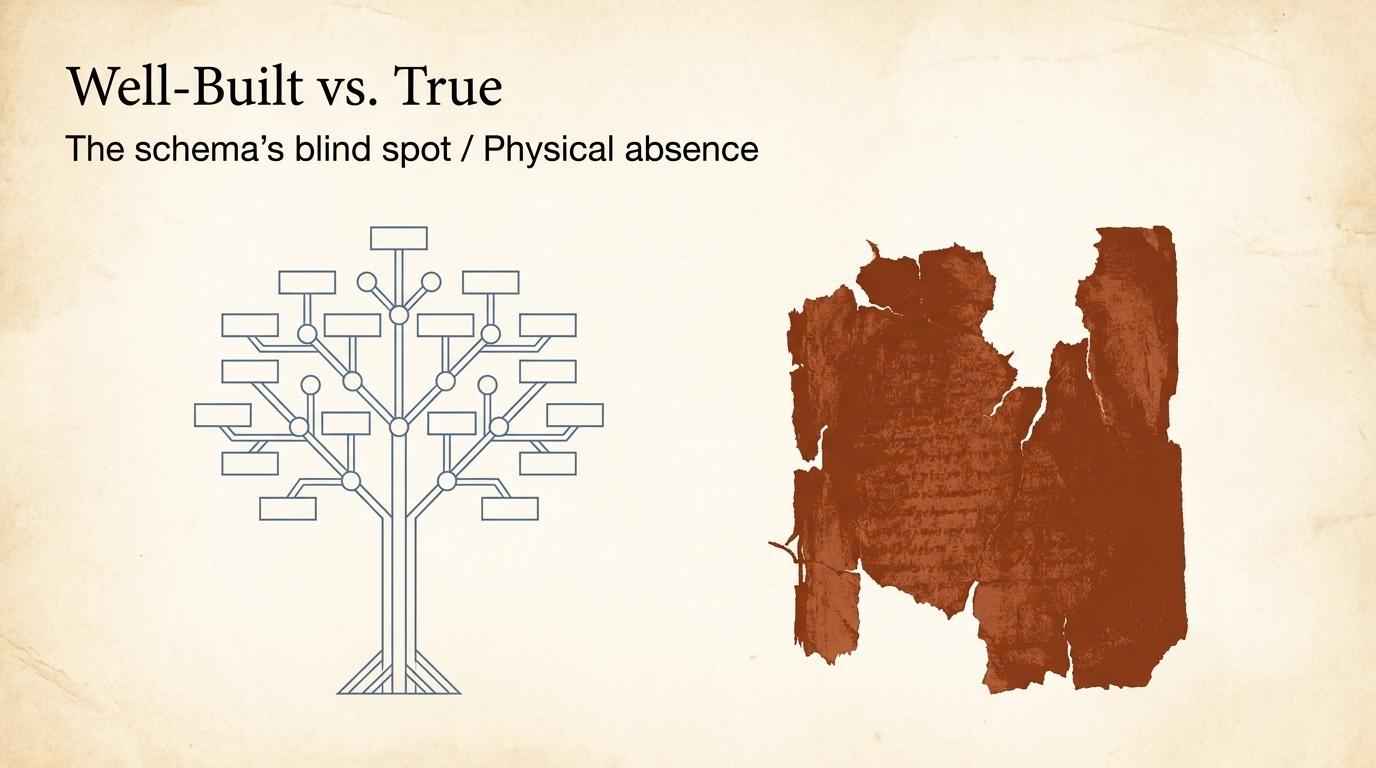 Well-Built vs. True
The schema’s blind spot / Physical absence